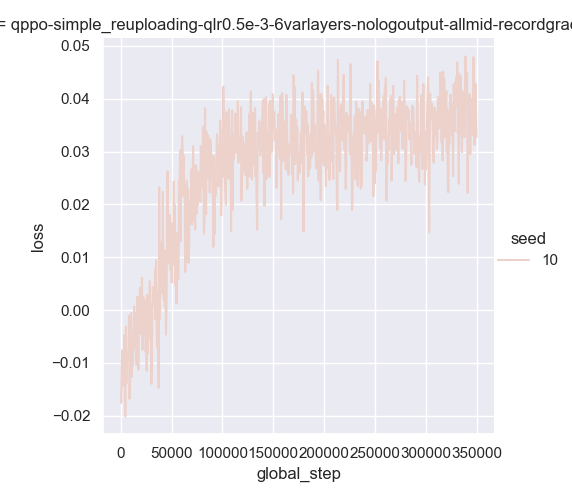 = qppo-simple_reuploading-qlr0.5e-3-6varlayers-nologoutput-allmid-recordgrad
0.05
0.04
0.03
0.02
0.01
0.00
−0.01
−0.02
loss
0 50000 100000 150000 200000 250000 300000 350000
global_step
seed
10